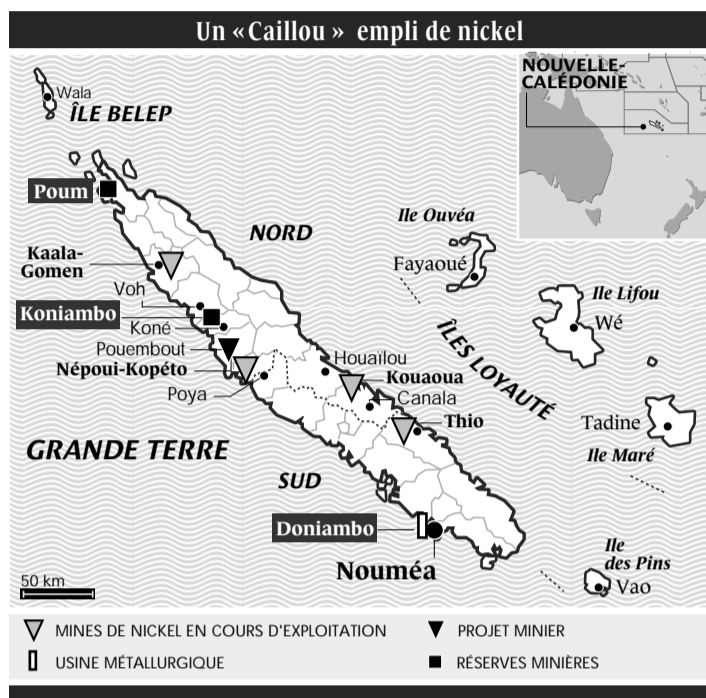 Un «Caillou» empli de nickel
NOUVELLE-
CALÉDONIE
Wala
ÎLE BELEP
Poum
NORD
Ile Ouvéa
Kaala-
Gomen
Fayaoué
Voh
Ile Lifou
Koniambo
Koné
Wé
Pouembout
ÎLES LOYAUTÉ
Népoui-Kopéto
Houaïlou
Kouaoua
Poya
Canala
Thio
Tadine
GRANDE TERRE
Ile Maré
SUD
Doniambo
Nouméa
Ile
des Pins
Vao
50 km
MINES DE NICKEL EN COURS D'EXPLOITATION
PROJET MINIER
USINE MÉTALLURGIQUE
RÉSERVES MINIÈRES